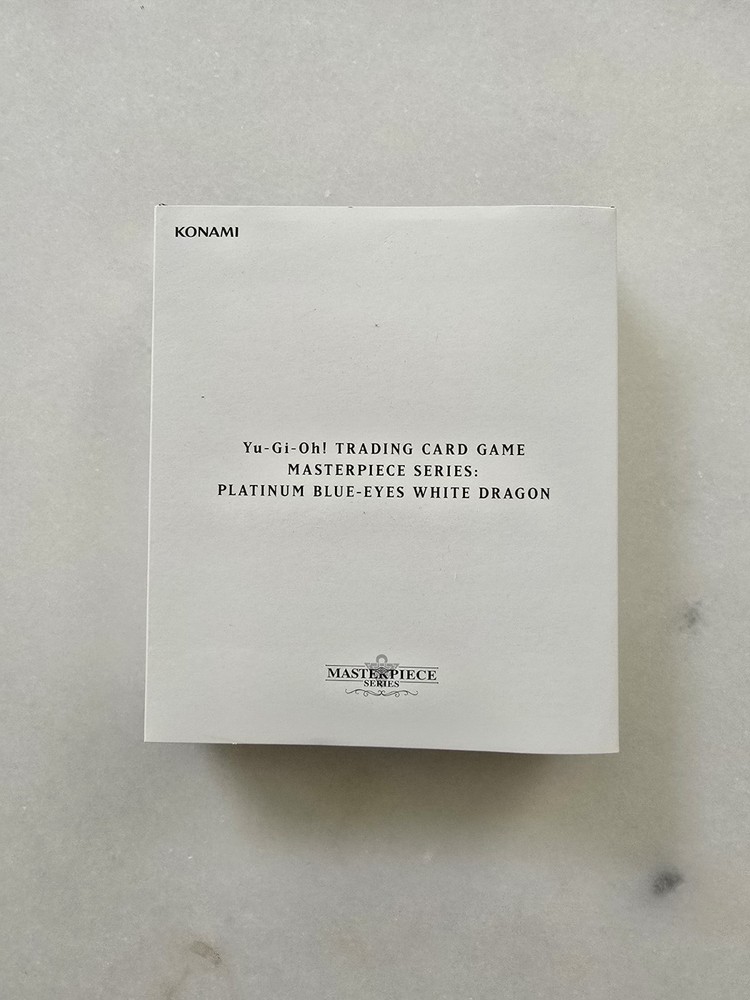 KONAMI
Yu-Gi-Oh! TRADING CARD GAME
MASTERPIECE SERIES:
PLATINUM BLUE-EYES WHITE DRAGON
MASTERPIECE
SERIES